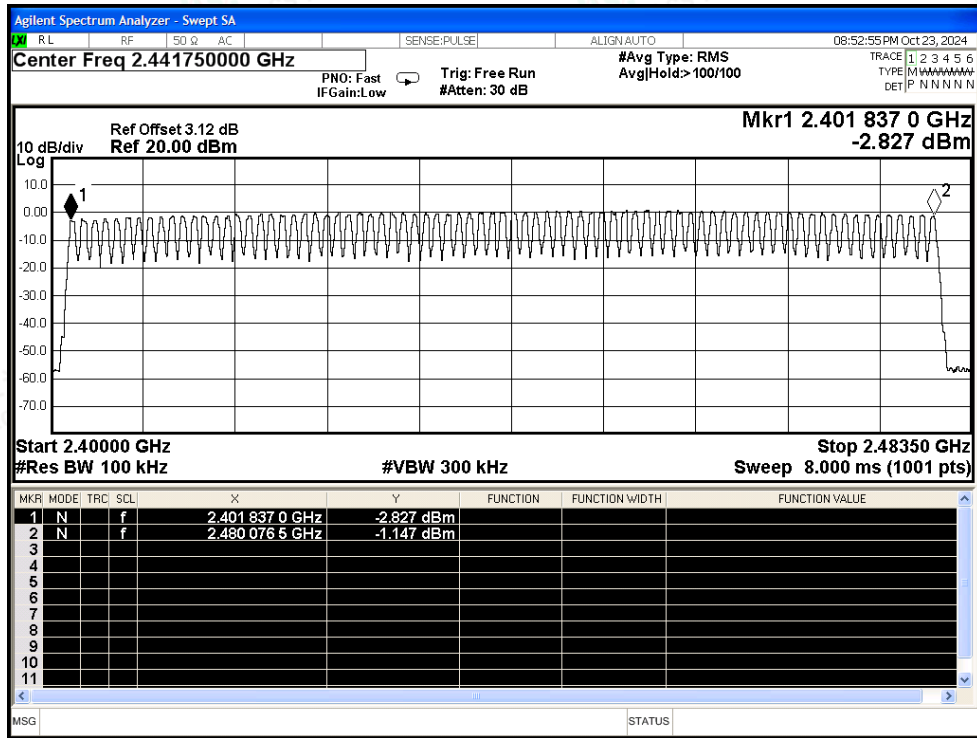 Agilent Spectrum Analyzer - Swept SA
LXI RL RF 50 Ω AC SENSE:PULSE ALIGN AUTO 08:52:55 PM Oct 23, 2024
Center Freq 2.441750000 GHz #Avg Type: RMS TRACE 1 2 3 4 5 6
PNO: Fast Trig: Free Run Avg|Hold:>100/100 TYPE M
IFGain:Low #Atten: 30 dB DET P N N N N N
Ref Offset 3.12 dB Mkr1 2.401 837 0 GHz
10 dB/div Ref 20.00 dBm -2.827 dBm
Log
10.0
1 2
0.00
-10.0
-20.0
-30.0
-40.0
-50.0
-60.0
-70.0
Start 2.40000 GHz Stop 2.48350 GHz
#Res BW 100 kHz #VBW 300 kHz Sweep 8.000 ms (1001 pts)
MKR MODE TRC SCL X Y FUNCTION FUNCTION WIDTH FUNCTION VALUE
1 N f 2.401 837 0 GHz -2.827 dBm
2 N f 2.480 076 5 GHz -1.147 dBm
3
4
5
6
7
8
9
10
11
MSG STATUS